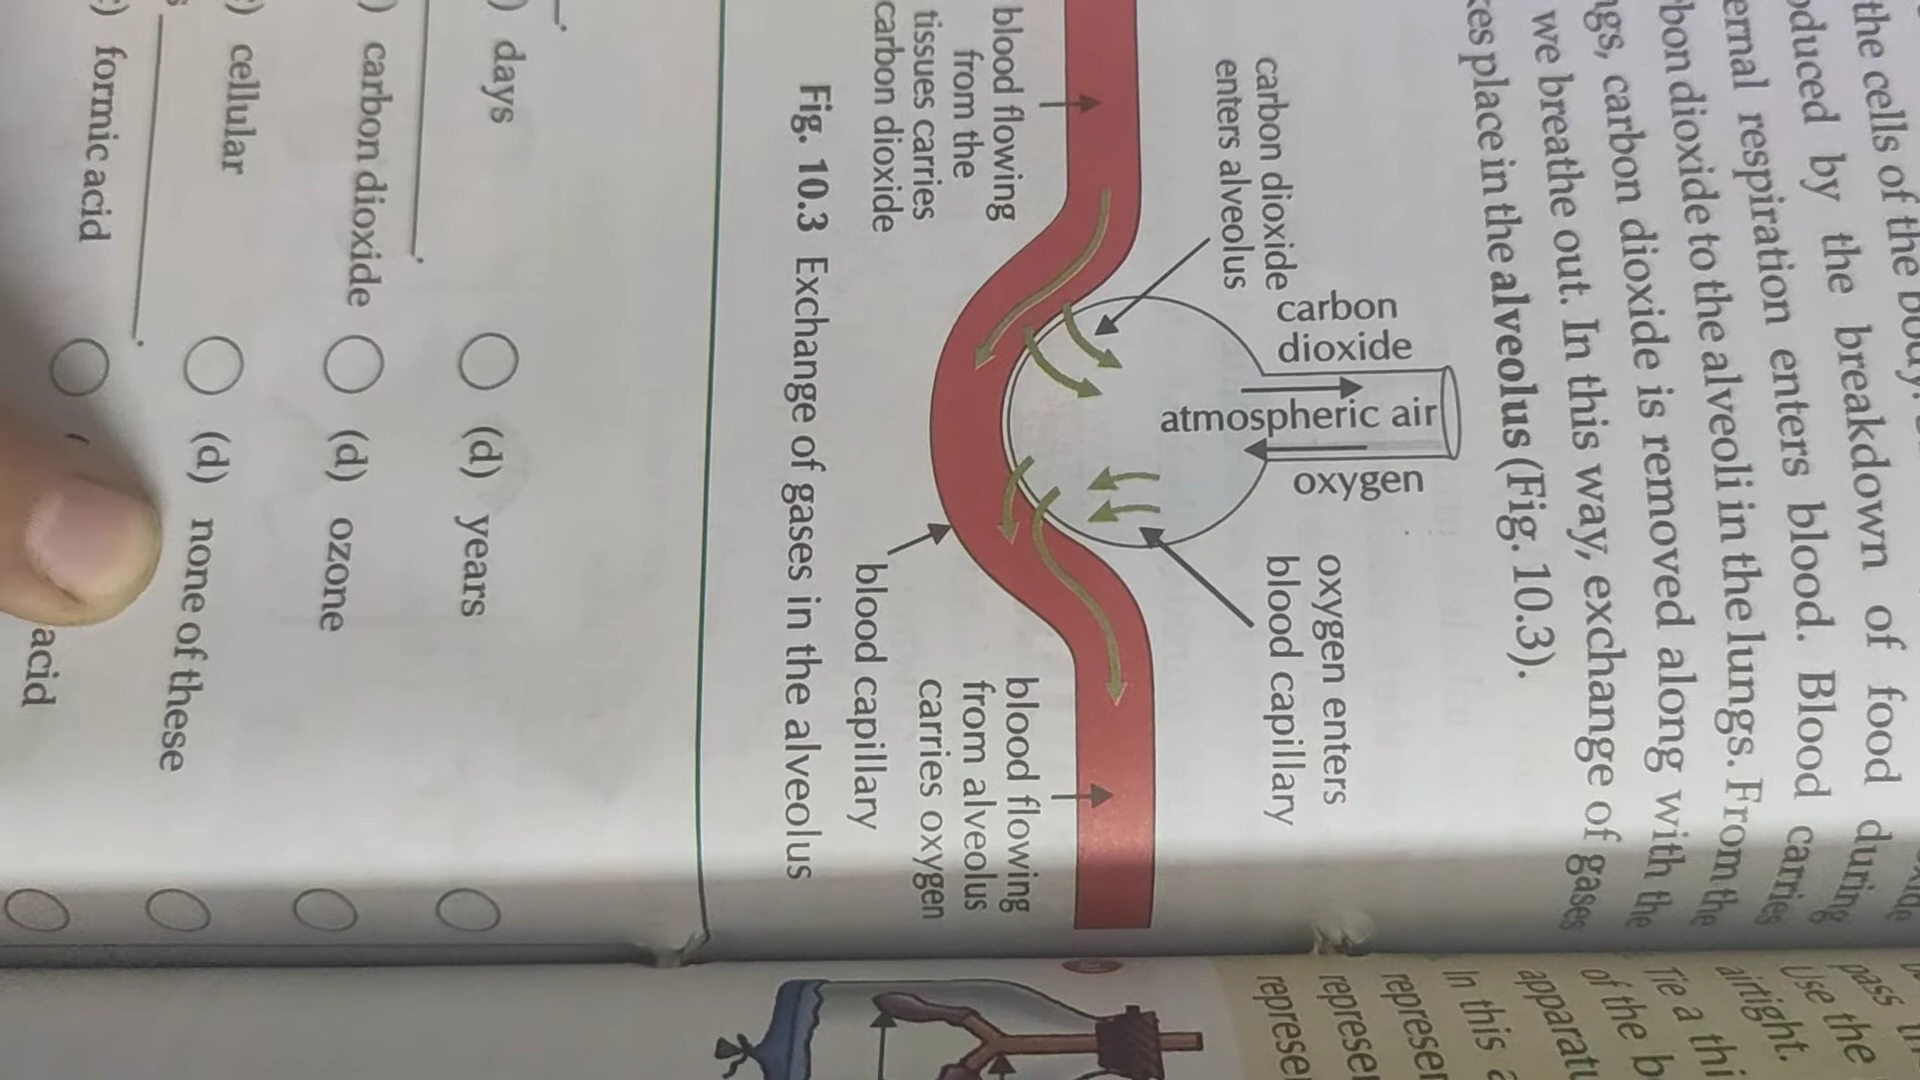 the cells of the body.
oduced by the breakdown of food during
ernal respiration enters blood. Blood carries
bon dioxide to the alveoli in the lungs. From the
ngs, carbon dioxide is removed along with the
we breathe out. In this way, exchange of gases
kes place in the alveolus (Fig. 10.3).
carbon dioxide
enters alveolus
carbon
dioxide
atmospheric air
oxygen
oxygen enters
blood capillary
blood flowing
from the
tissues carries
carbon dioxide
blood flowing
from alveolus
carries oxygen
blood capillary
Fig. 10.3 Exchange of gases in the alveolus
) days (d) years
) carbon dioxide (d) ozone
) cellular (d) none of these
) formic acid acid
pass
Use the
airtight.
Tie a thi
of the b
apparatu
In this a
represen
represen
represe